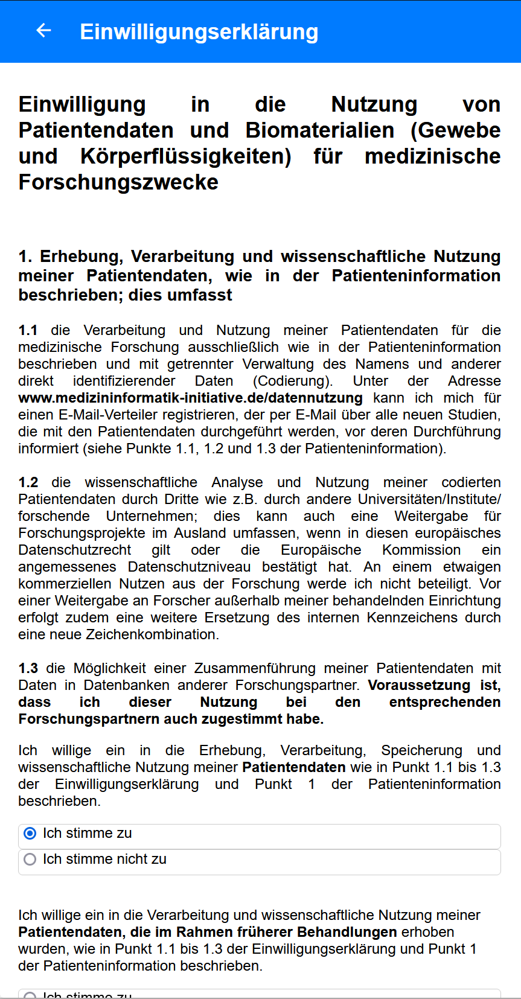 Einwilligungserklärung
Einwilligung in die Nutzung von
Patientendaten und Biomaterialien (Gewebe
und Körperflüssigkeiten) für medizinische
Forschungszwecke
1. Erhebung, Verarbeitung und wissenschaftliche Nutzung
meiner Patientendaten, wie in der Patienteninformation
beschrieben; dies umfasst
1.1 die Verarbeitung und Nutzung meiner Patientendaten für die
medizinische Forschung ausschließlich wie in der Patienteninformation
beschrieben und mit getrennter Verwaltung des Namens und anderer
direkt identifizierender Daten (Codierung). Unter der Adresse
www.medizininformatik-initiative.de/datennutzung kann ich mich für
einen E-Mail-Verteiler registrieren, der per E-Mail über alle neuen Studien,
die mit den Patientendaten durchgeführt werden, vor deren Durchführung
informiert (siehe Punkte 1.1, 1.2 und 1.3 der Patienteninformation).
1.2 die wissenschaftliche Analyse und Nutzung meiner codierten
Patientendaten durch Dritte wie z.B. durch andere Universitäten/Institute/
forschende Unternehmen; dies kann auch eine Weitergabe für
Forschungsprojekte im Ausland umfassen, wenn in diesen europäisches
Datenschutzrecht gilt oder die Europäische Kommission ein
angemessenes Datenschutzniveau bestätigt hat. An einem etwaigen
kommerziellen Nutzen aus der Forschung werde ich nicht beteiligt. Vor
einer Weitergabe an Forscher außerhalb meiner behandelnden Einrichtung
erfolgt zudem eine weitere Ersetzung des internen Kennzeichens durch
eine neue Zeichenkombination.
1.3 die Möglichkeit einer Zusammenführung meiner Patientendaten mit
Daten in Datenbanken anderer Forschungspartner. Voraussetzung ist,
dass ich dieser Nutzung bei den entsprechenden
Forschungspartnern auch zugestimmt habe.
Ich willige ein in die Erhebung, Verarbeitung, Speicherung und
wissenschaftliche Nutzung meiner Patientendaten wie in Punkt 1.1 bis 1.3
der Einwilligungserklärung und Punkt 1 der Patienteninformation
beschrieben.
Ich stimme zu
Ich stimme nicht zu
Ich willige ein in die Verarbeitung und wissenschaftliche Nutzung meiner
Patientendaten, die im Rahmen früherer Behandlungen erhoben
wurden, wie in Punkt 1.1 bis 1.3 der Einwilligungserklärung und Punkt 1
der Patienteninformation beschrieben.
Ich stimme zu